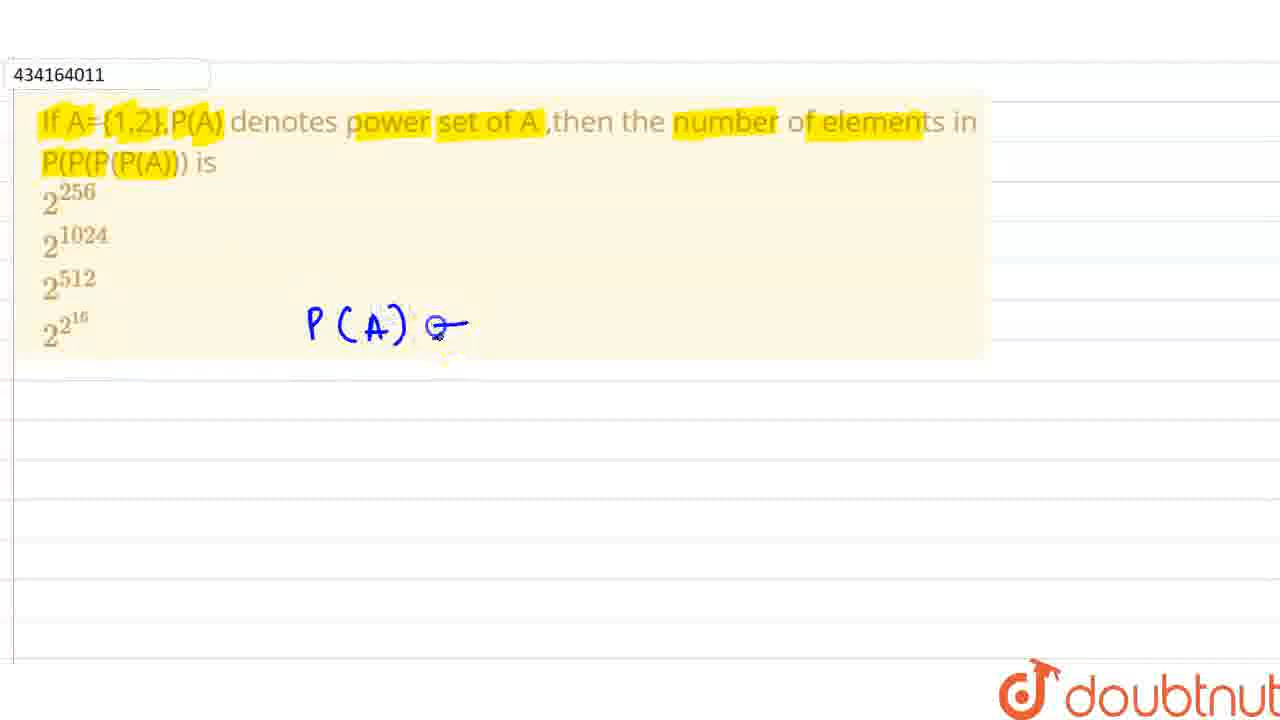 434164011
If A={1,2},P(A) denotes power set of A ,then the number of elements in
P(P(P(P(A)))) is
2^256
2^1024
2^512
2^2^16
P(A)
doubtnut